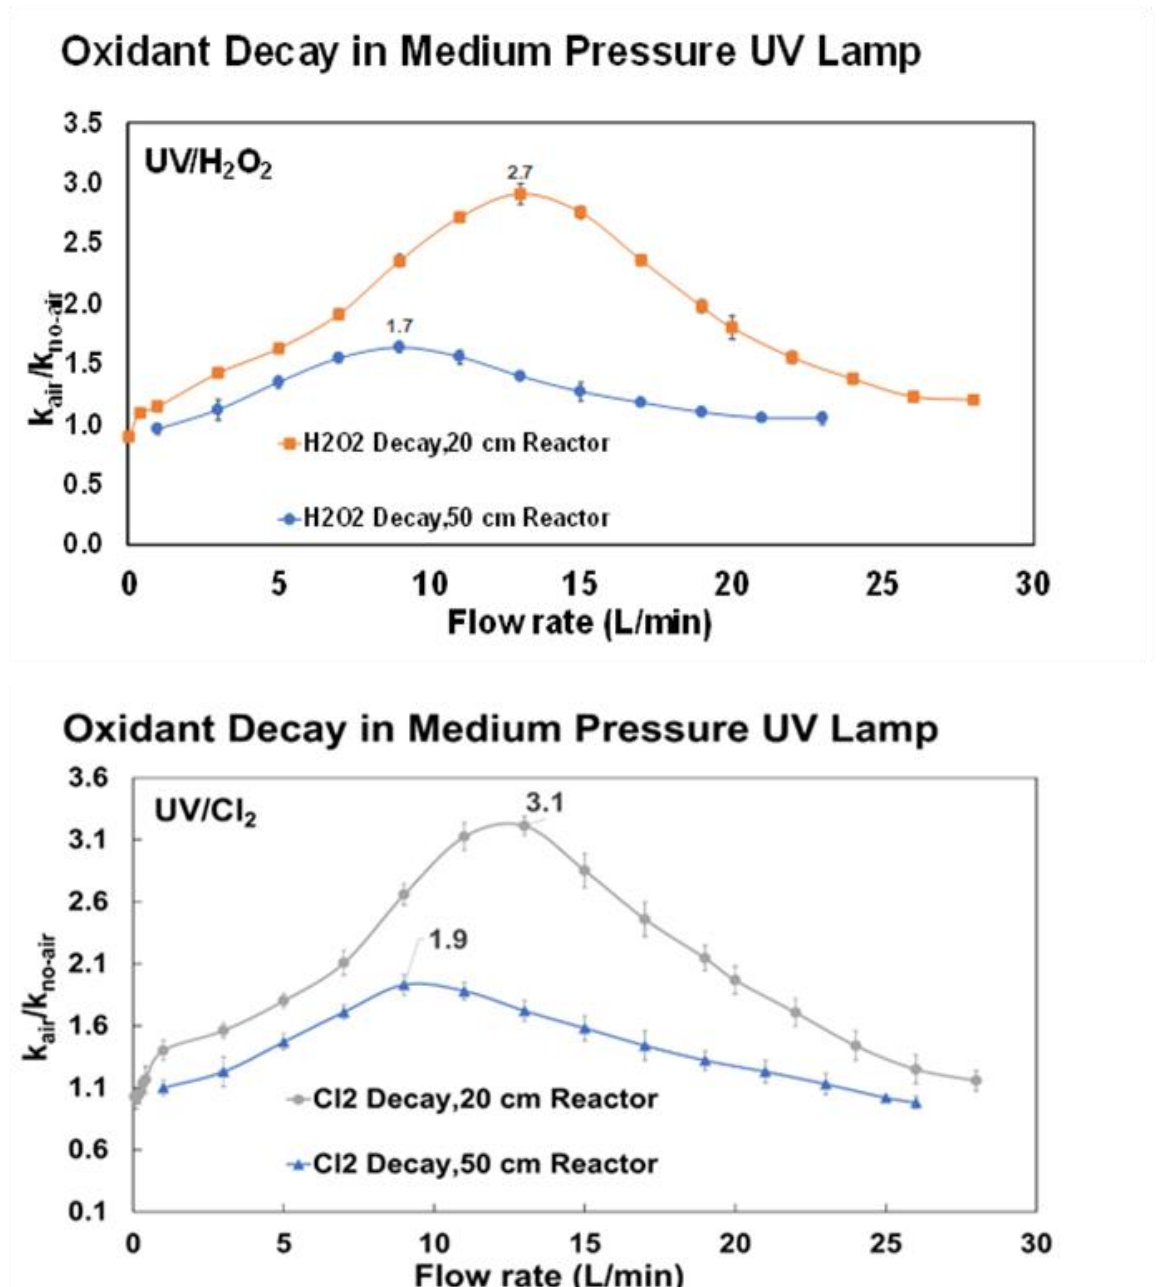 Oxidant Decay in Medium Pressure UV Lamp
3.5
UV/H₂O₂
3.0
2.7
2.5
2.0
1.7
1.5
1.0
0.5
0.0
kair/kno-air
H2O2 Decay,20 cm Reactor
H2O2 Decay,50 cm Reactor
0 5 10 15 20 25 30
Flow rate (L/min)
Oxidant Decay in Medium Pressure UV Lamp
3.6
UV/Cl₂
3.1
3.1
2.6
2.1
1.9
1.6
1.1
0.6
0.1
kair/kno-air
Cl2 Decay,20 cm Reactor
Cl2 Decay,50 cm Reactor
0 5 10 15 20 25 30
Flow rate (L/min)